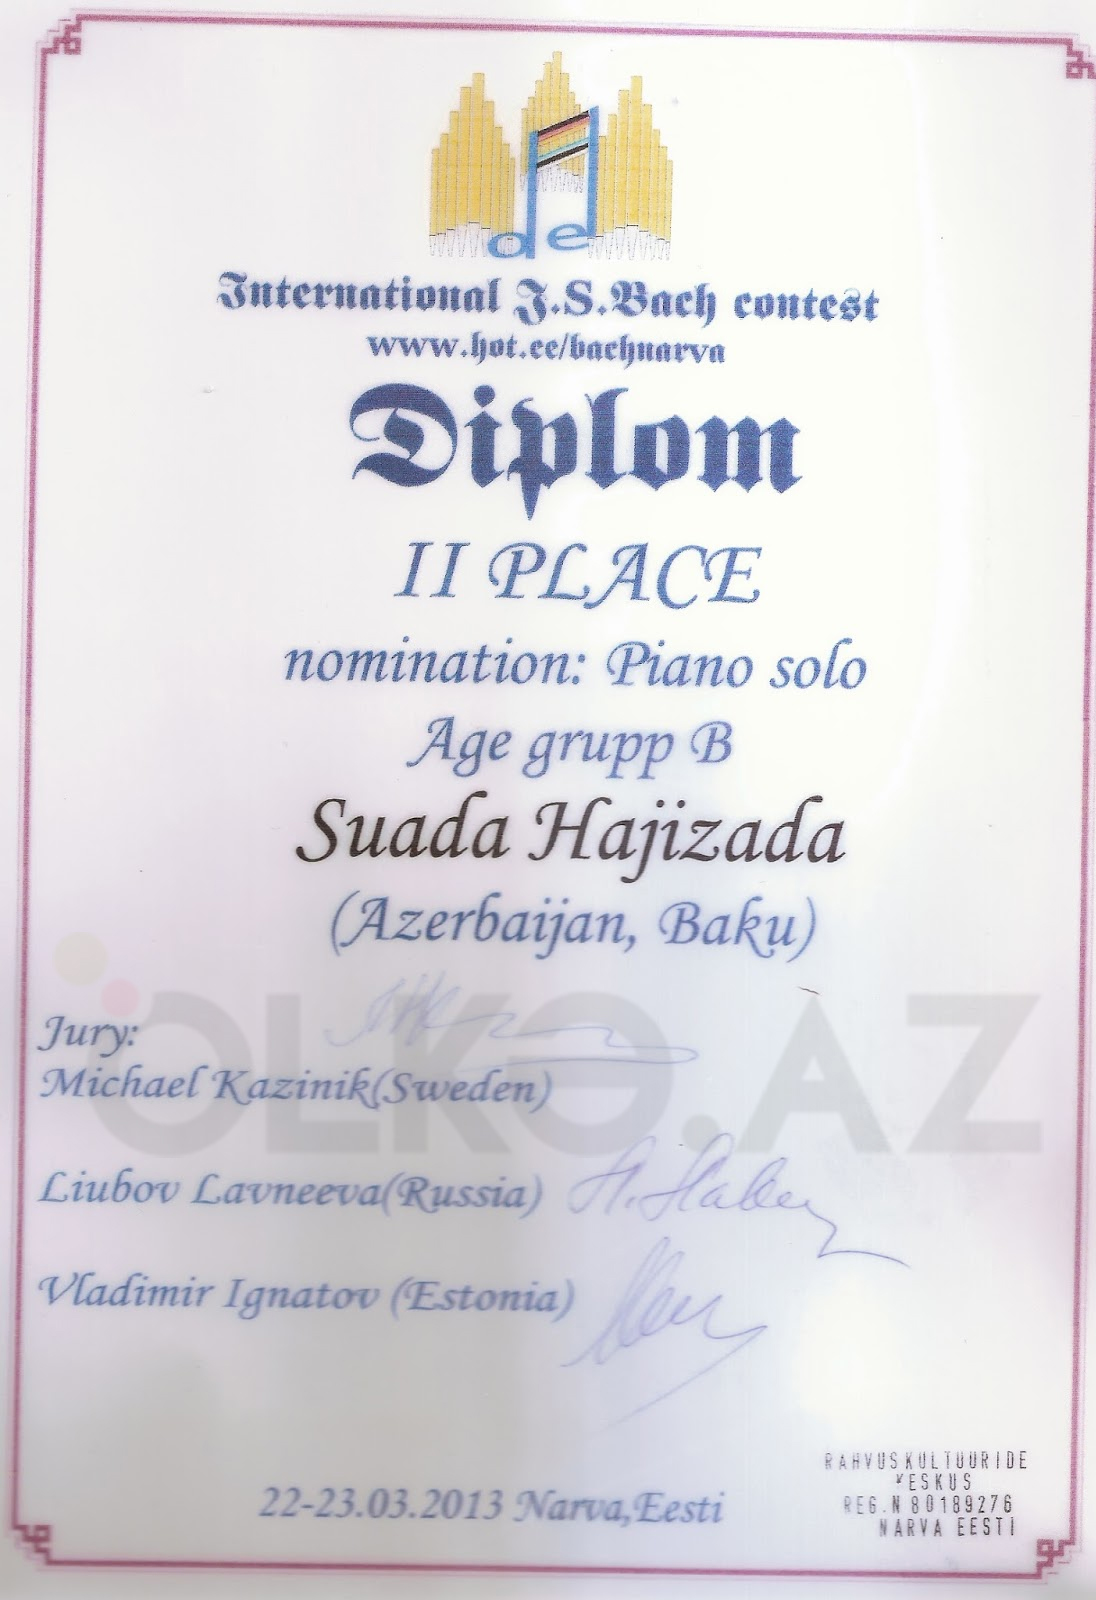 de
International J.S.Bach contest
www.hot.ee/bachnarva
Diplom
II PLACE
nomination: Piano solo
Age grupp B
Suada Hajizada
(Azerbaijan, Baku)
Jury:
Michael Kazinik(Sweden)
ÖLKƏ.AZ
Liubov Lavneeva(Russia)
Vladimir Ignatov (Estonia)
RAHVUSKULTUURIDE
KESKUS
REG.N 80189276
NARVA EESTI
22-23.03.2013 Narva,Eesti